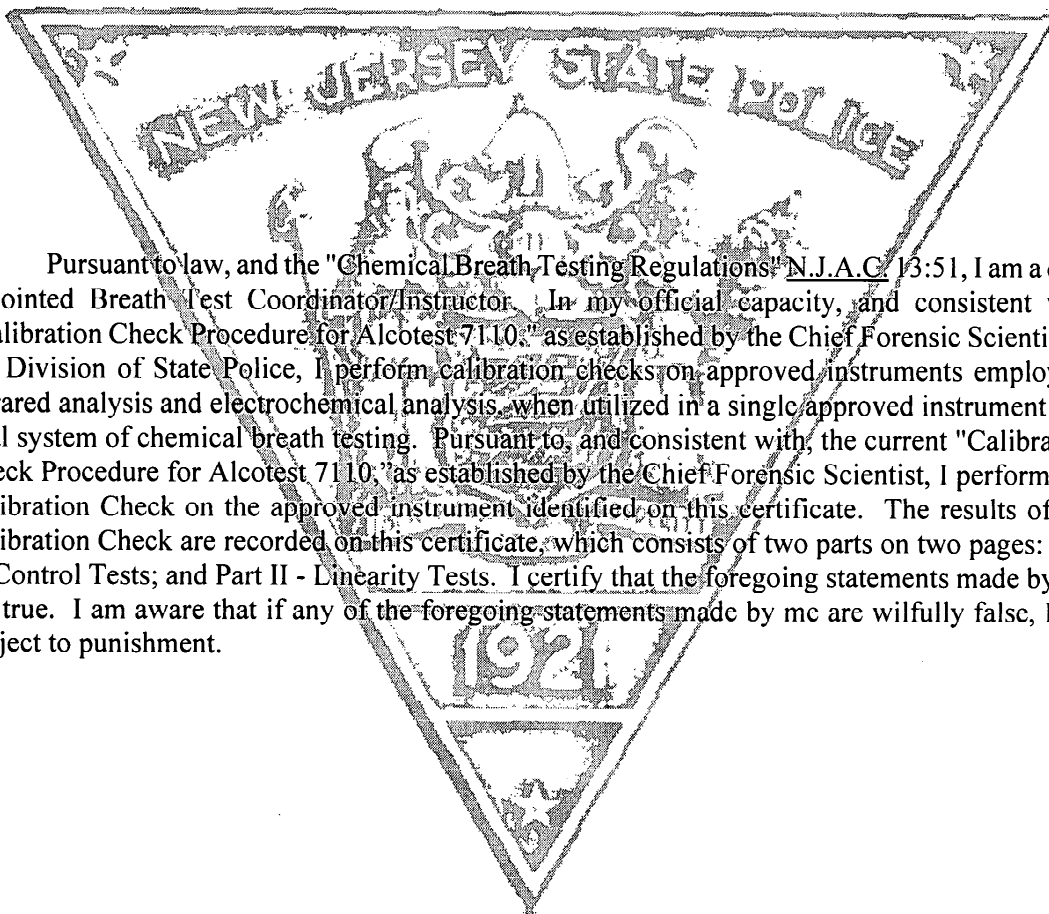 NEW JERSEY STATE POLICE
Pursuant to law, and the "Chemical Breath Testing Regulations" N.J.A.C. 13:51, I am a
ointed Breath Test Coordinator/Instructor. In my official capacity, and consistent
alibration Check Procedure for Alcotest 7110," as established by the Chief Forensic Scienti
Division of State Police, I perform calibration checks on approved instruments employ
rared analysis and electrochemical analysis, when utilized in a single approved instrument
l system of chemical breath testing. Pursuant to, and consistent with, the current "Calibra
eck Procedure for Alcotest 7110," as established by the Chief Forensic Scientist, I perform
ibration Check on the approved instrument identified on this certificate. The results of
ibration Check are recorded on this certificate, which consists of two parts on two pages:
Control Tests; and Part II - Linearity Tests. I certify that the foregoing statements made by
true. I am aware that if any of the foregoing statements made by me are wilfully false, I
ject to punishment.
1921